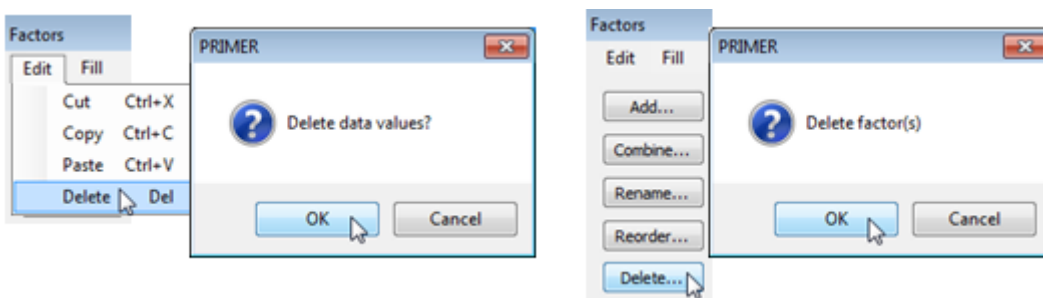 Factors
Edit Fill
Cut Ctrl+X
Copy Ctrl+C
Paste Ctrl+V
Delete Del
PRIMER
Delete data values?
OK Cancel
Factors
Edit Fill
Add...
Combine...
Rename...
Reorder...
Delete...
PRIMER
Delete factor(s)
OK Cancel